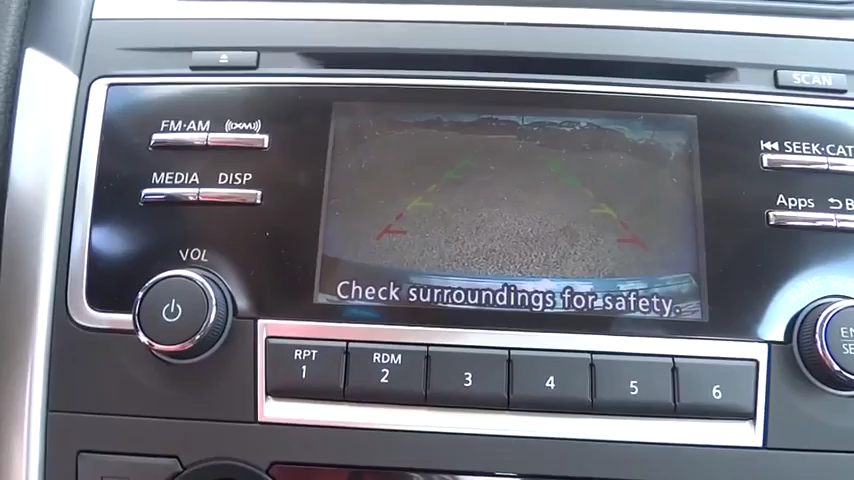 SCAN
FM·AM
((XM))
SEEK·CAT
MEDIA
DISP
Apps
VOL
Check surroundings for safety.
RPT
1
RDM
2
3
4
5
6